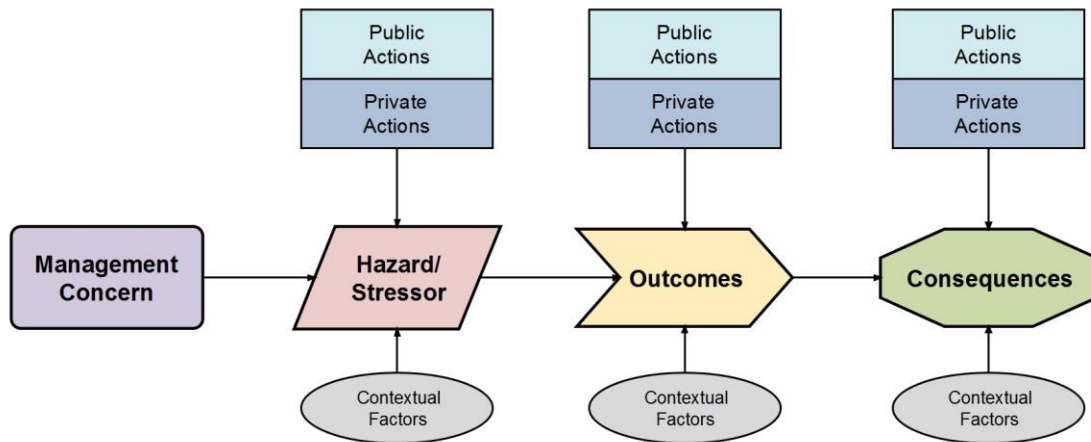 Public
Actions
Private
Actions
Public
Actions
Private
Actions
Public
Actions
Private
Actions
Management
Concern
Hazard/
Stressor
Outcomes
Consequences
Contextual
Factors
Contextual
Factors
Contextual
Factors